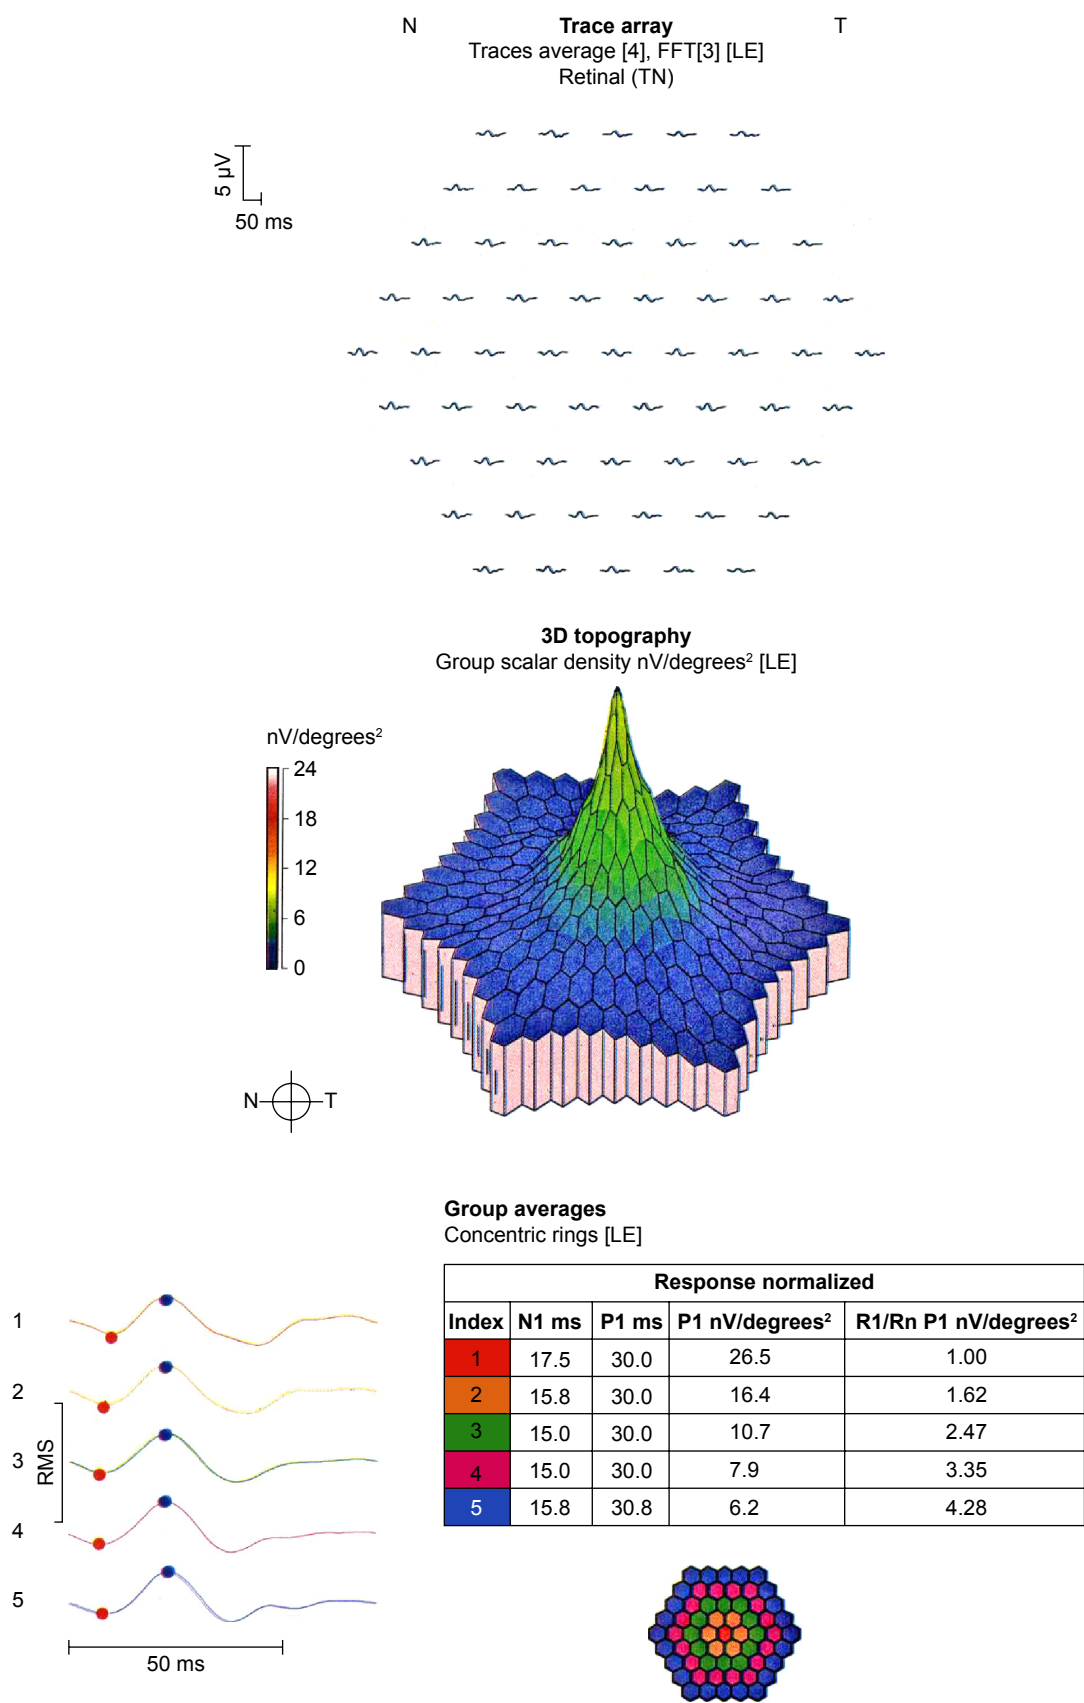 N Trace array T
Traces average [4], FFT[3] [LE]
Retinal (TN)
5 µV
50 ms
3D topography
Group scalar density nV/degrees² [LE]
nV/degrees²
24
18
12
6
0
N T
Group averages
Concentric rings [LE]
Response normalized
Index N1 ms P1 ms P1 nV/degrees² R1/Rn P1 nV/degrees²
1 17.5 30.0 26.5 1.00
2 15.8 30.0 16.4 1.62
3 15.0 30.0 10.7 2.47
4 15.0 30.0 7.9 3.35
5 15.8 30.8 6.2 4.28
1
2
3
4
5
RMS
50 ms